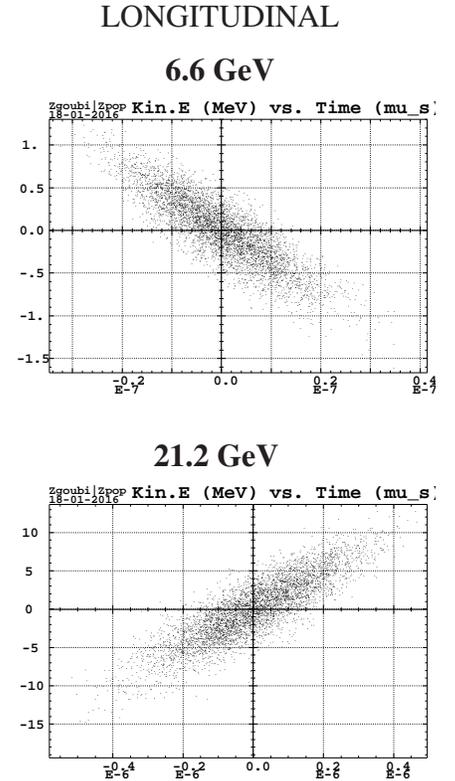 LONGITUDINAL
6.6 GeV
Zgoubi|Zpop
18-01-2016
Kin.E (MeV) vs. Time (mu_s)
1.
0.5
0.0
-.5
-1.
-1.5
-0.2 0.0 0.2 0.4
E-7 E-7 E-7
21.2 GeV
Zgoubi|Zpop
18-01-2016
Kin.E (MeV) vs. Time (mu_s)
10
5
0
-5
-10
-15
-0.4 -0.2 0.0 0.2 0.4
E-6 E-6 E-6 E-6